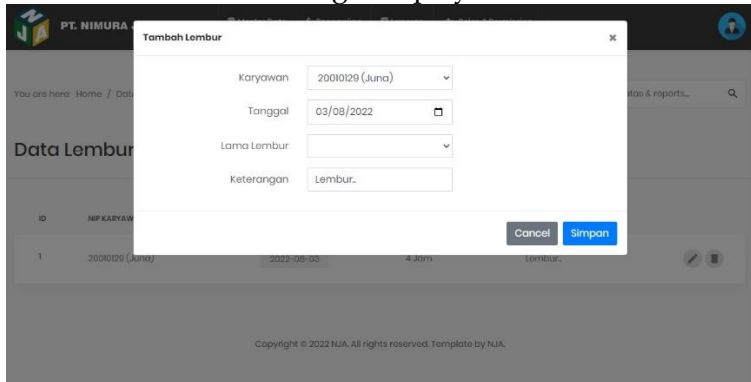 PT. NIMURA
Tambah Lembur
×
Karyawan 20010129 (Juna)
You are here: Home / Data
atas & reports...
Tanggal 03/08/2022
Data Lembur
Lama Lembur
Keterangan Lembur..
ID NIP KARYAW
Cancel Simpan
1 20010129 (Juna) 2022-08-03 4 Jam Lembur..
Copyright © 2022 NJA. All rights reserved. Template by NJA.